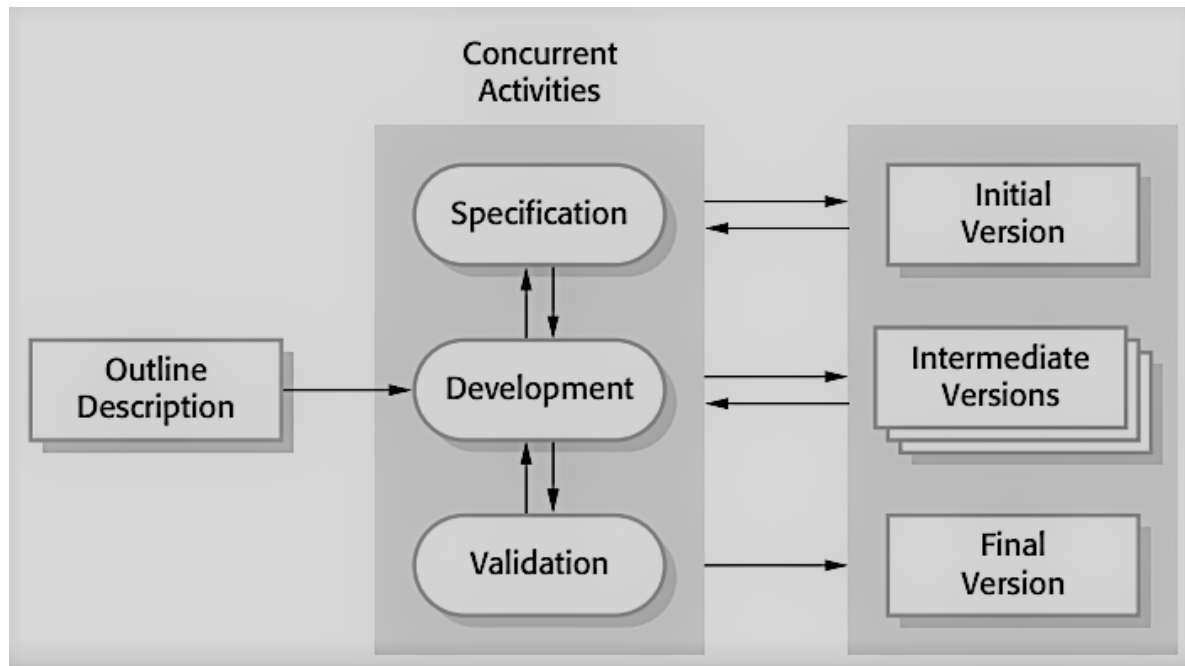 Concurrent
Activities
Specification
Initial
Version
Outline
Description
Development
Intermediate
Versions
Validation
Final
Version